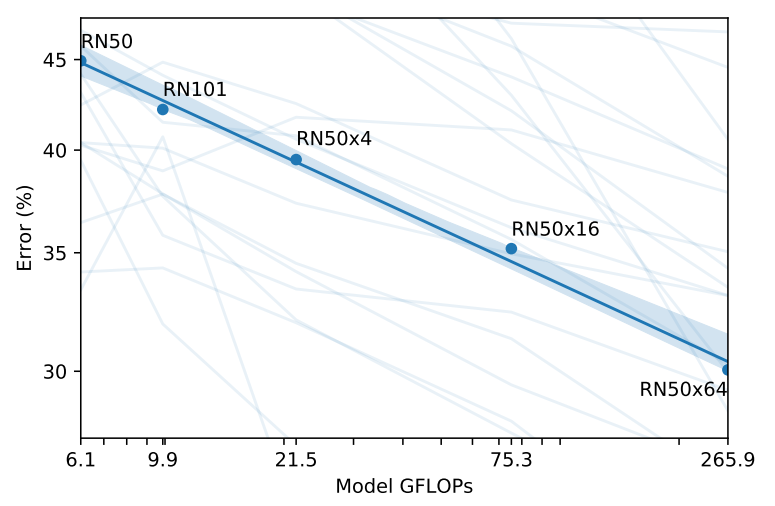 RN50
45
RN101
RN50x4
40
Error (%)
RN50x16
35
30
RN50x64
6.1 9.9 21.5 75.3 265.9
Model GFLOPs